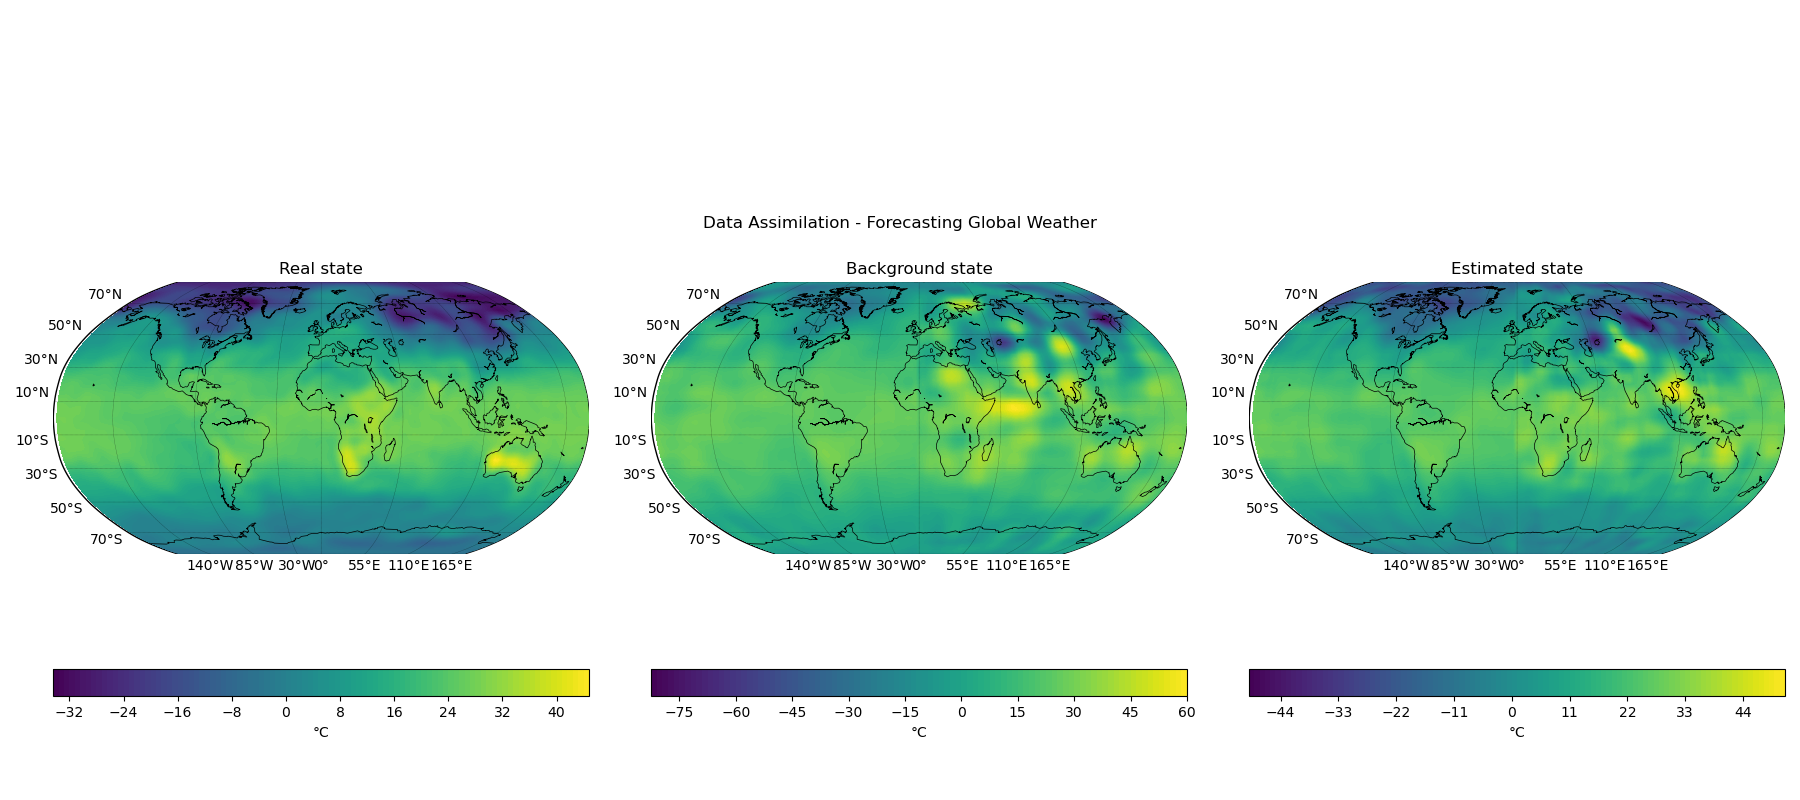 Data Assimilation - Forecasting Global Weather
Real state
70°N
50°N
30°N
10°N
10°S
30°S
50°S
70°S
140°W 85°W 30°W 0° 55°E 110°E 165°E
−32 −24 −16 −8 0 8 16 24 32 40
°C
Background state
70°N
50°N
30°N
10°N
10°S
30°S
50°S
70°S
140°W 85°W 30°W 0° 55°E 110°E 165°E
−75 −60 −45 −30 −15 0 15 30 45 60
°C
Estimated state
70°N
50°N
30°N
10°N
10°S
30°S
50°S
70°S
140°W 85°W 30°W 0° 55°E 110°E 165°E
−44 −33 −22 −11 0 11 22 33 44
°C